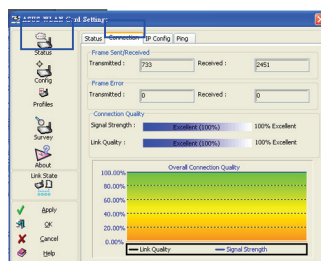 ASUS WLAN Card Settings
Status
Config
Profiles
Survey
About
Link State
Apply
OK
Cancel
Help
Status Connection IP Config Ping
Frame Sent/Received
Transmitted : 733 Received : 2451
Frame Error
Transmitted : 0 Received : 0
Connection Quality
Signal Strength : Excellent (100%) 100% Excellent
Link Quality : Excellent (100%) 100% Excellent
Overall Connection Quality
100.00%
80.00%
60.00%
40.00%
20.00%
0.00%
Link Quality Signal Strength